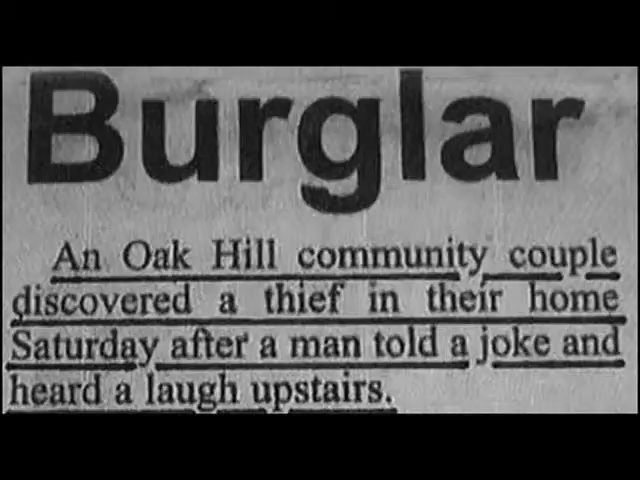 Burglar
An Oak Hill community couple
discovered a thief in their home
Saturday after a man told a joke and
heard a laugh upstairs.